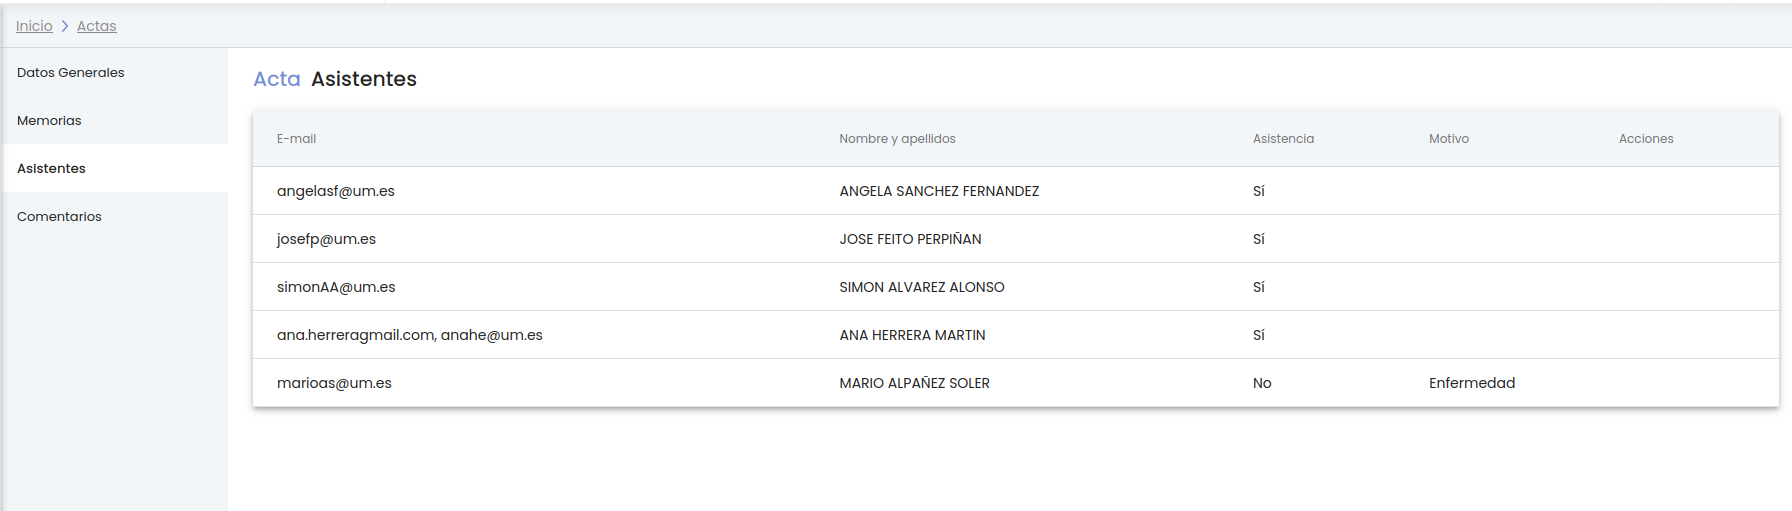 Inicio > Actas
Datos Generales
Memorias
Asistentes
Comentarios
Acta Asistentes
E-mail Nombre y apellidos Asistencia Motivo Acciones
angelasf@um.es ANGELA SANCHEZ FERNANDEZ Sí
josefp@um.es JOSE FEITO PERPIÑAN Sí
simonAA@um.es SIMON ALVAREZ ALONSO Sí
ana.herreragmail.com, anahe@um.es ANA HERRERA MARTIN Sí
marioas@um.es MARIO ALPAÑEZ SOLER No Enfermedad